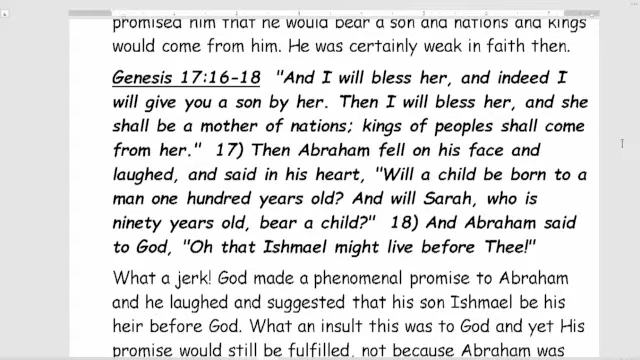 promised him that he would bear a son and nations and kings
would come from him. He was certainly weak in faith then.
Genesis 17:16-18 "And I will bless her, and indeed I
will give you a son by her. Then I will bless her, and she
shall be a mother of nations; kings of peoples shall come
from her." 17) Then Abraham fell on his face and
laughed, and said in his heart, "Will a child be born to a
man one hundred years old? And will Sarah, who is
ninety years old, bear a child?" 18) And Abraham said
to God, "Oh that Ishmael might live before Thee!"
What a jerk! God made a phenomenal promise to Abraham
and he laughed and suggested that his son Ishmael be his
heir before God. What an insult this was to God and yet His
promise would still be fulfilled, not because Abraham was